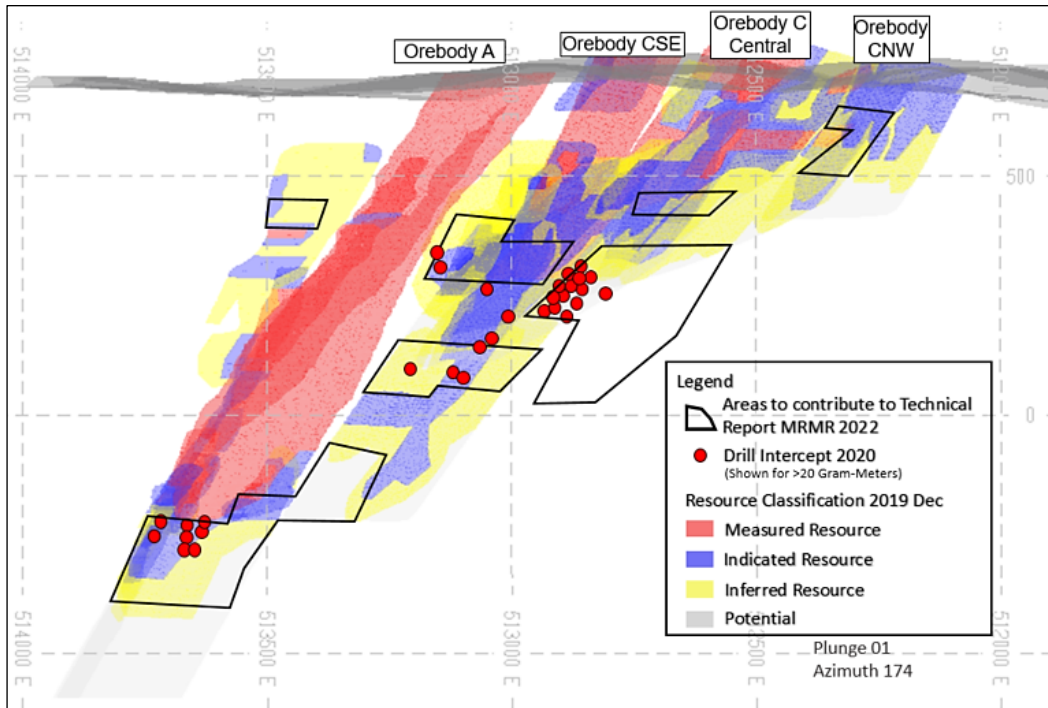 Orebody A
Orebody CSE
Orebody C
Central
Orebody
CNW
514000 E
513500 E
513000 E
512500 E
512000 E
500
0
Legend
Areas to contribute to Technical
Report MRMR 2022
Drill Intercept 2020
(Shown for >20 Gram-Meters)
Resource Classification 2019 Dec
Measured Resource
Indicated Resource
Inferred Resource
Potential
514000 E
513500 E
513000 E
512500 E
512000 E
Plunge 01
Azimuth 174